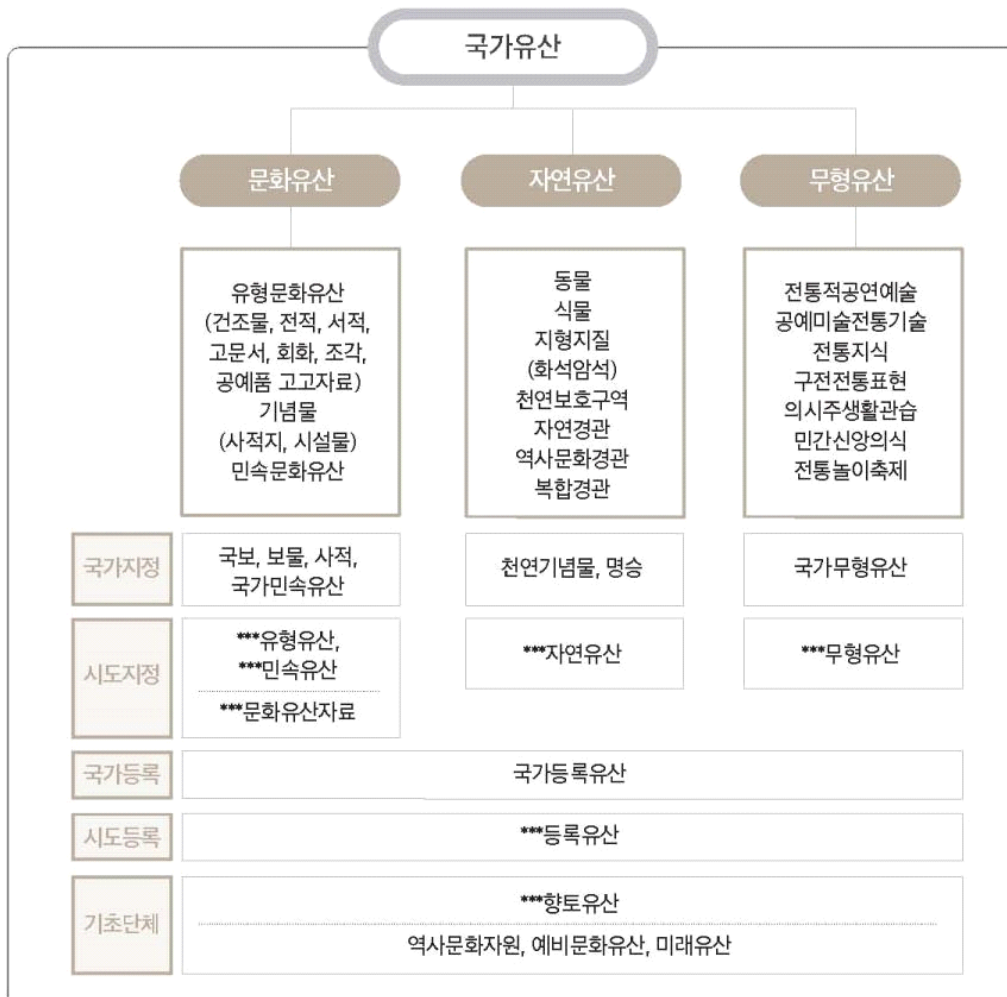 국가유산
문화유산
자연유산
무형유산
유형문화유산
(건조물, 전적, 서적,
고문서, 회화, 조각,
공예품 고고자료)
기념물
(사적지, 시설물)
민속문화유산
동물
식물
지형지질
(화석암석)
천연보호구역
자연경관
역사문화경관
복합경관
전통적공연예술
공예미술전통기술
전통지식
구전전통표현
의시주생활관습
민간신앙의식
전통놀이축제
국가지정
국보, 보물, 사적,
국가민속유산
천연기념물, 명승
국가무형유산
시도지정
***유형유산,
***민속유산
***문화유산자료
***자연유산
***무형유산
국가등록
국가등록유산
시도등록
***등록유산
기초단체
***향토유산
역사문화자원, 예비문화유산, 미래유산